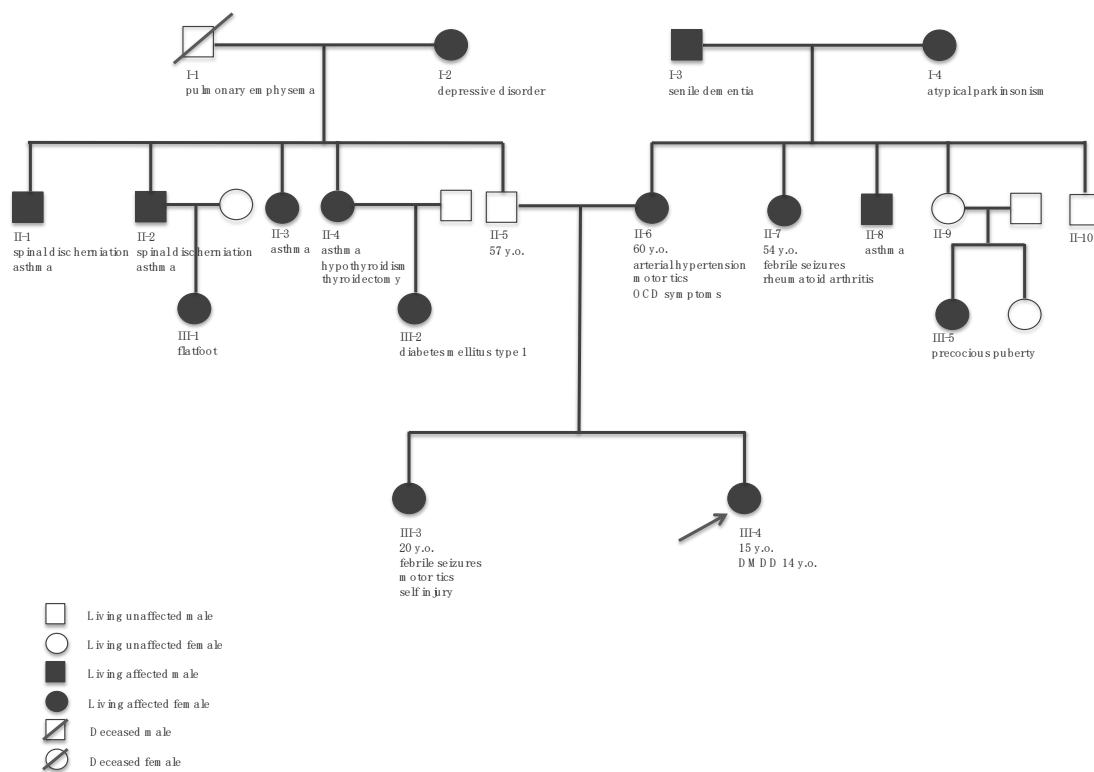 I-1
pulmonary emphysema
I-2
depressive disorder
I-3
senile dementia
I-4
atypical parkinsonism
II-1
spinal disc herniation
asthma
II-2
spinal disc herniation
asthma
II-3
asthma
II-4
asthma
hypothyroidism
thyroidectomy
II-5
57 y.o.
II-6
60 y.o.
arterial hypertension
motor tics
OCD symptoms
II-7
54 y.o.
febrile seizures
rheumatoid arthritis
II-8
asthma
II-9
II-10
III-1
flatfoot
III-2
diabetes mellitus type 1
III-5
precocious puberty
III-3
20 y.o.
febrile seizures
motor tics
self injury
III-4
15 y.o.
DMDD 14 y.o.
Living unaffected male
Living unaffected female
Living affected male
Living affected female
Deceased male
Deceased female